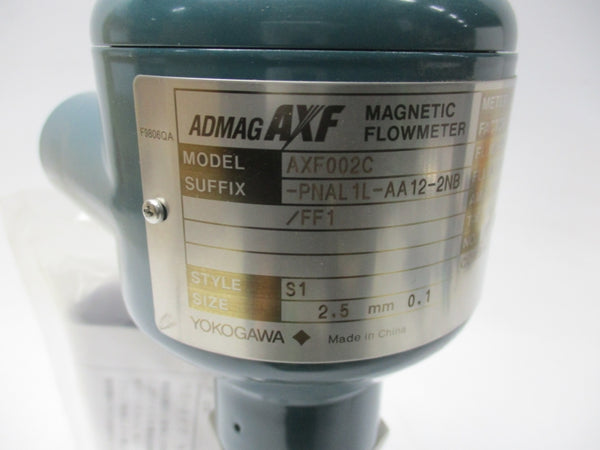 F9806QA
ADMAG AXF
MAGNETIC
FLOWMETER
MODEL AXF002C
SUFFIX -PNAL1L-AA12-2NB
/FF1
STYLE S1
SIZE 2.5 mm 0.1
YOKOGAWA ◆ Made in China